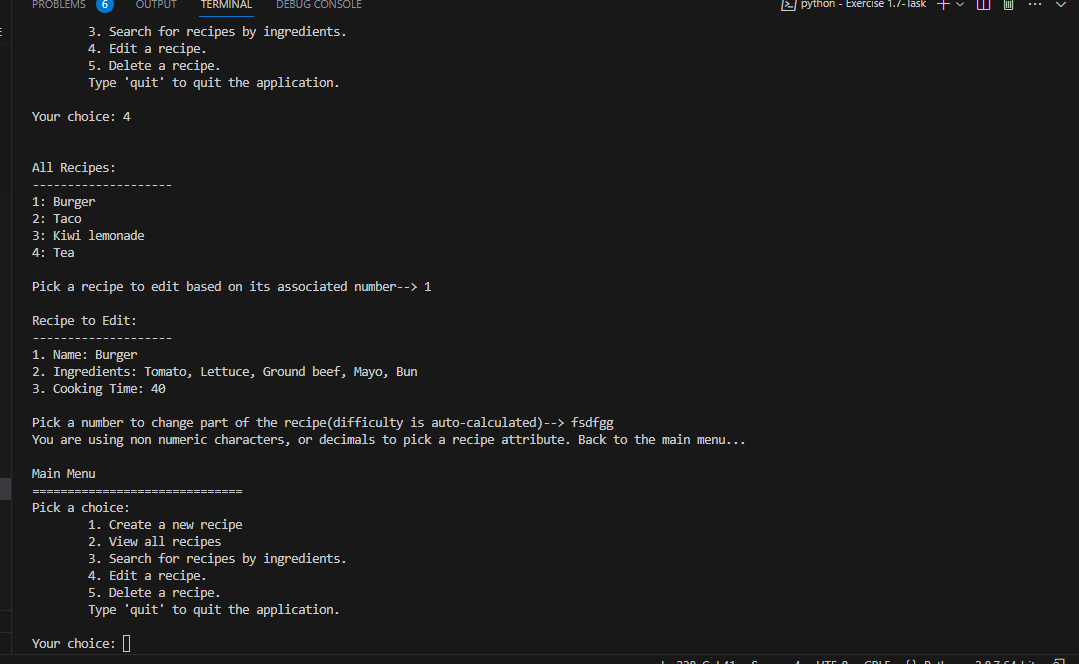 PROBLEMS 6 OUTPUT TERMINAL DEBUG CONSOLE python - Exercise 1.7-Task
3. Search for recipes by ingredients.
4. Edit a recipe.
5. Delete a recipe.
Type 'quit' to quit the application.
Your choice: 4
All Recipes:
--------------------
1: Burger
2: Taco
3: Kiwi lemonade
4: Tea
Pick a recipe to edit based on its associated number--> 1
Recipe to Edit:
--------------------
1. Name: Burger
2. Ingredients: Tomato, Lettuce, Ground beef, Mayo, Bun
3. Cooking Time: 40
Pick a number to change part of the recipe(difficulty is auto-calculated)--> fsdfgg
You are using non numeric characters, or decimals to pick a recipe attribute. Back to the main menu...
Main Menu
==============================
Pick a choice:
1. Create a new recipe
2. View all recipes
3. Search for recipes by ingredients.
4. Edit a recipe.
5. Delete a recipe.
Type 'quit' to quit the application.
Your choice: